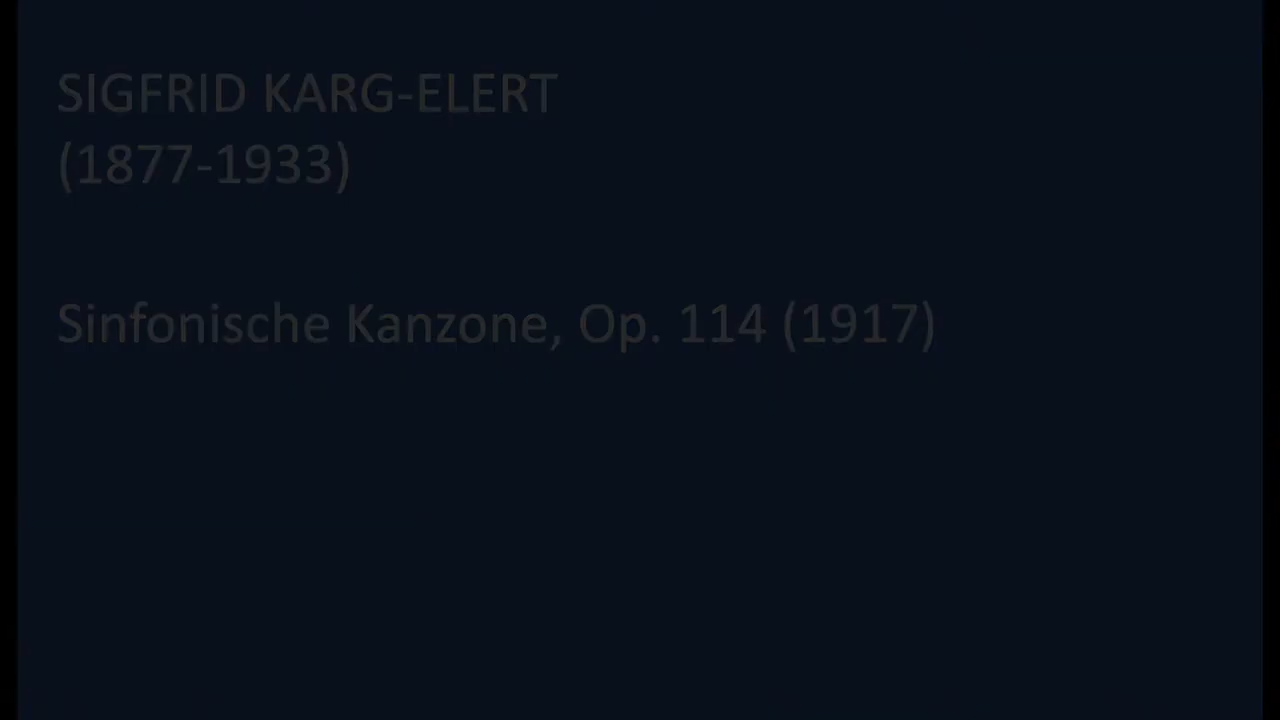 SIGFRID KARG-ELERT
(1877-1933)
Sinfonische Kanzone, Op. 114 (1917)